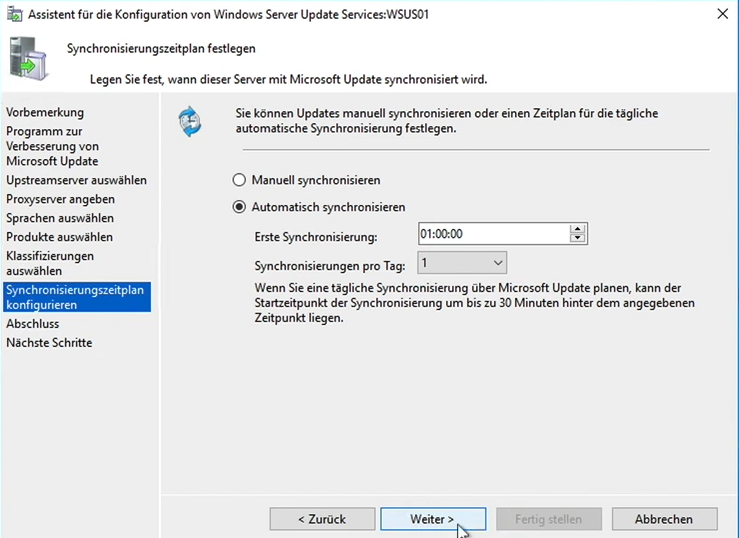 Assistent für die Konfiguration von Windows Server Update Services:WSUS01
Synchronisierungszeitplan festlegen
Legen Sie fest, wann dieser Server mit Microsoft Update synchronisiert wird.
Vorbemerkung
Programm zur
Verbesserung von
Microsoft Update
Upstreamserver auswählen
Proxyserver angeben
Sprachen auswählen
Produkte auswählen
Klassifizierungen
auswählen
Synchronisierungszeitplan
konfigurieren
Abschluss
Nächste Schritte
Sie können Updates manuell synchronisieren oder einen Zeitplan für die tägliche
automatische Synchronisierung festlegen.
Manuell synchronisieren
Automatisch synchronisieren
Erste Synchronisierung: 01:00:00
Synchronisierungen pro Tag: 1
Wenn Sie eine tägliche Synchronisierung über Microsoft Update planen, kann der
Startzeitpunkt der Synchronisierung um bis zu 30 Minuten hinter dem angegebenen
Zeitpunkt liegen.
< Zurück Weiter > Fertig stellen Abbrechen